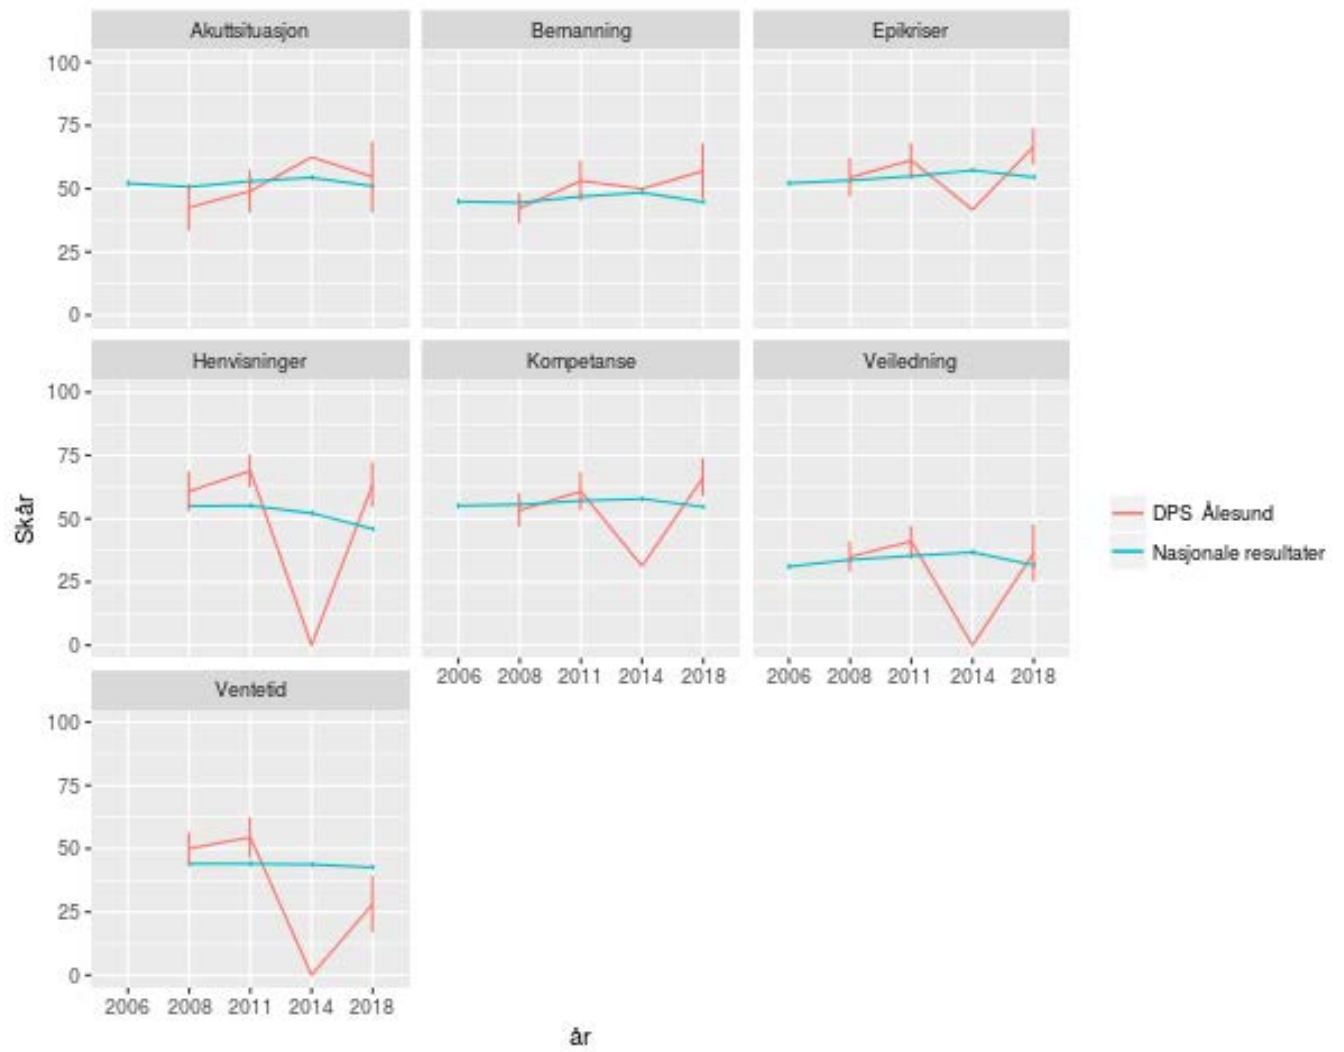 Akuttsituasjon
Bemanning
Epikriser
100
75
50
25
0
Henvisninger
Kompetanse
Veiledning
100
75
50
25
0
2006 2008 2011 2014 2018
2006 2008 2011 2014 2018
Ventetid
100
75
50
25
0
2006 2008 2011 2014 2018
Skår
år
DPS Ålesund
Nasjonale resultater